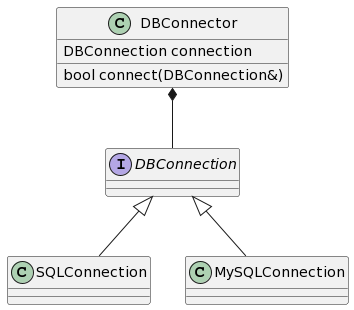 C DBConnector
DBConnection connection
bool connect(DBConnection&)
I DBConnection
C SQLConnection
C MySQLConnection